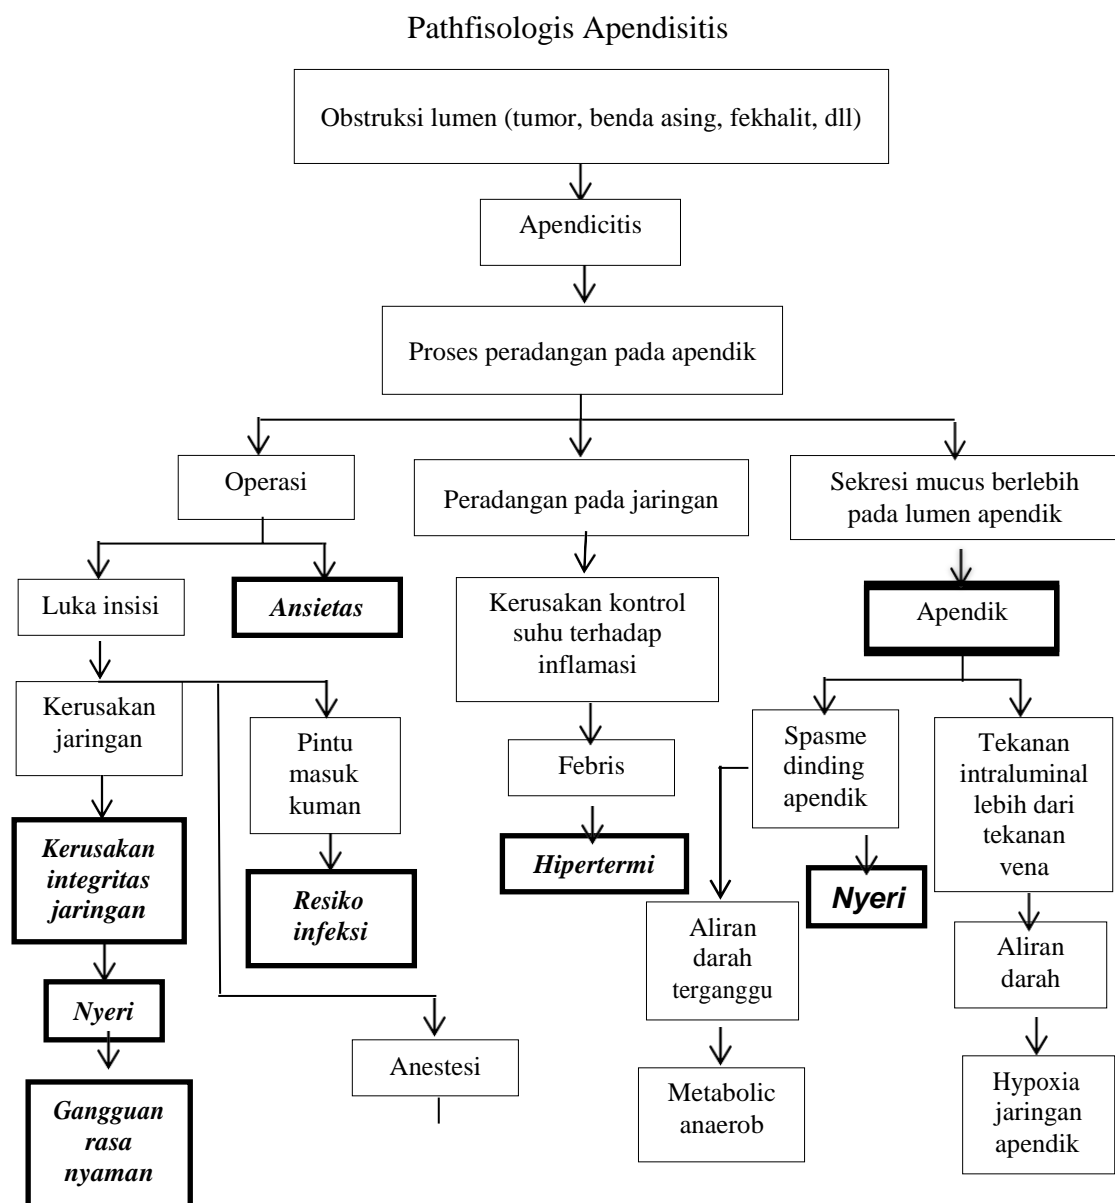 Pathfisologis Apendisitis
Obstruksi lumen (tumor, benda asing, fekhalit, dll)
Apendicitis
Proses peradangan pada apendik
Operasi
Peradangan pada jaringan
Sekresi mucus berlebih
pada lumen apendik
Luka insisi
Ansietas
Kerusakan kontrol
suhu terhadap
inflamasi
Apendik
Kerusakan
jaringan
Pintu
masuk
kuman
Febris
Spasme
dinding
apendik
Tekanan
intraluminal
lebih dari
tekanan
vena
Kerusakan
integritas
jaringan
Resiko
infeksi
Hipertermi
Nyeri
Aliran
darah
terganggu
Aliran
darah
Nyeri
Anestesi
Metabolic
anaerob
Hypoxia
jaringan
apendik
Gangguan
rasa
nyaman